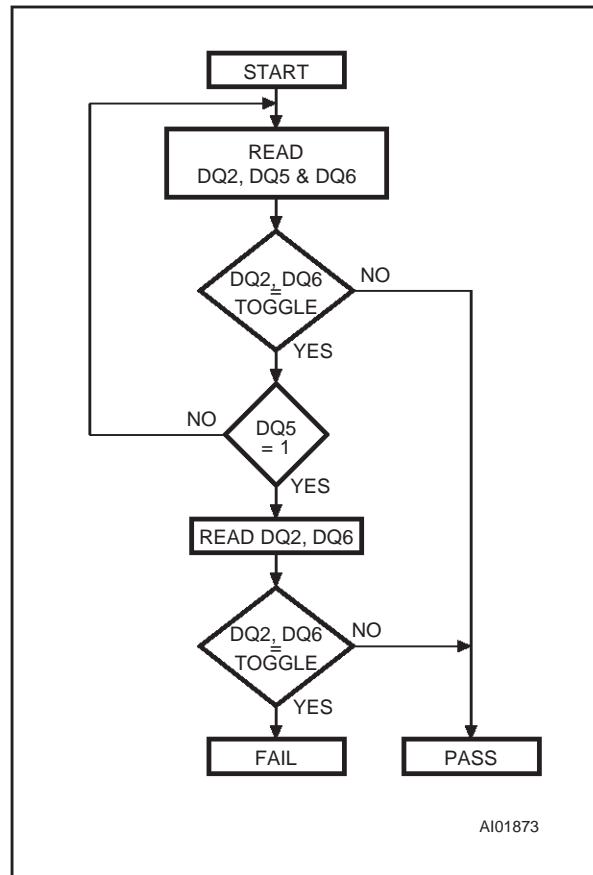 START
READ
DQ2, DQ5 & DQ6
DQ2, DQ6
=
TOGGLE
NO
YES
NO
DQ5
= 1
YES
READ DQ2, DQ6
DQ2, DQ6
=
TOGGLE
NO
YES
FAIL
PASS
AI01873